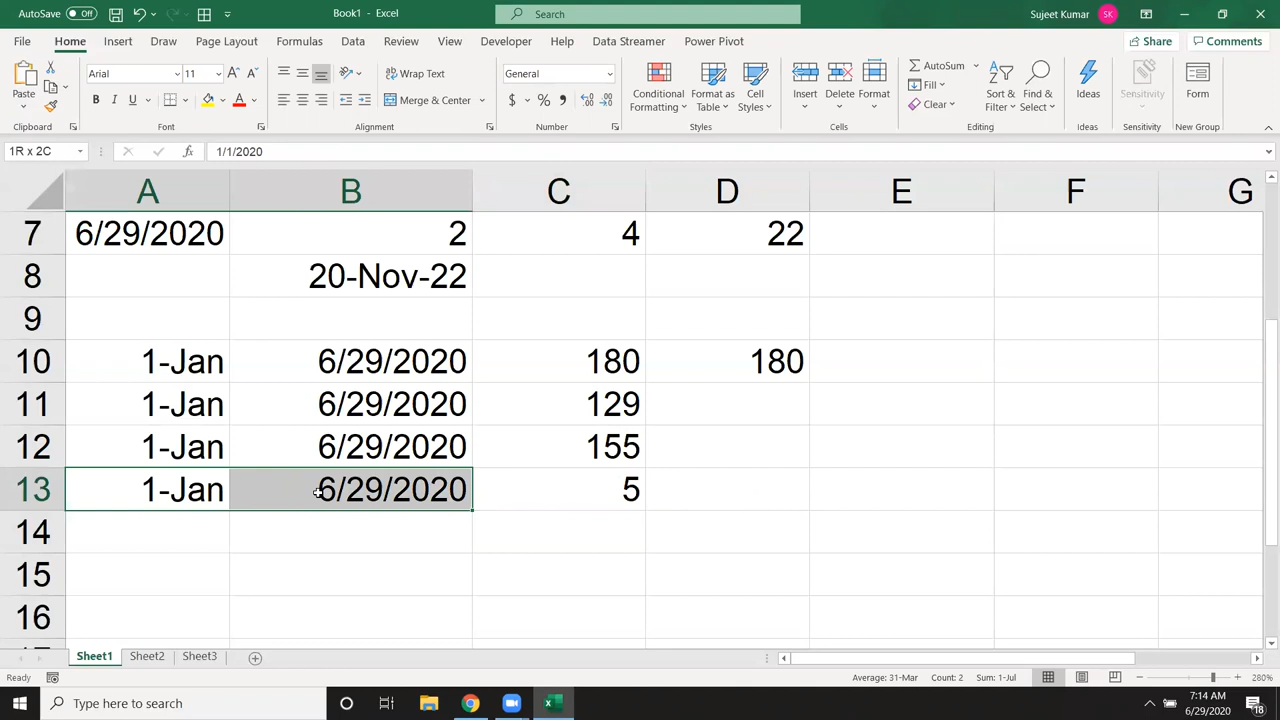 AutoSave Off Book1 - Excel Search Sujeet Kumar SK
File Home Insert Draw Page Layout Formulas Data Review View Developer Help Data Streamer Power Pivot Share Comments
Paste Arial 11 Wrap Text General Conditional Formatting Format as Table Cell Styles Insert Delete Format AutoSum Sort & Filter Find & Select Ideas Sensitivity Form
B I U A Merge & Center $ % Fill
Clear
Clipboard Font Alignment Number Styles Cells Editing Ideas Sensitivity New Group
1R x 2C fx 1/1/2020
A B C D E F G
7 6/29/2020 2 4 22
8 20-Nov-22
9
10 1-Jan 6/29/2020 180 180
11 1-Jan 6/29/2020 129
12 1-Jan 6/29/2020 155
13 1-Jan 6/29/2020 5
14
15
16
Sheet1 Sheet2 Sheet3
Ready Average: 31-Mar Count: 2 Sum: 1-Jul 280%
Type here to search 7:14 AM
6/29/2020 18